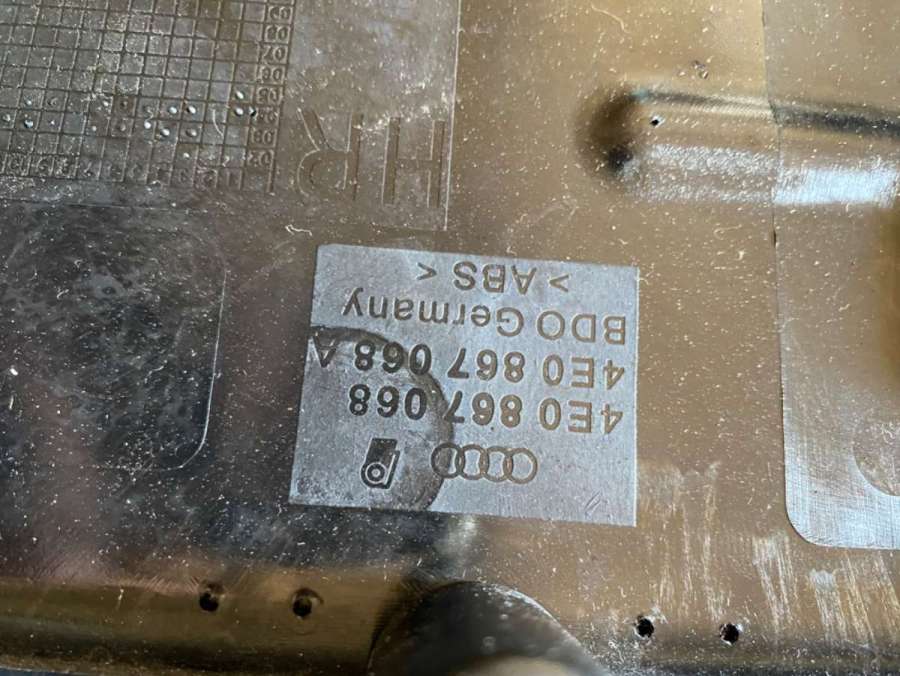 4E0 867 068
4E0 867 068 A
BDO Germany
> ABS <
HR